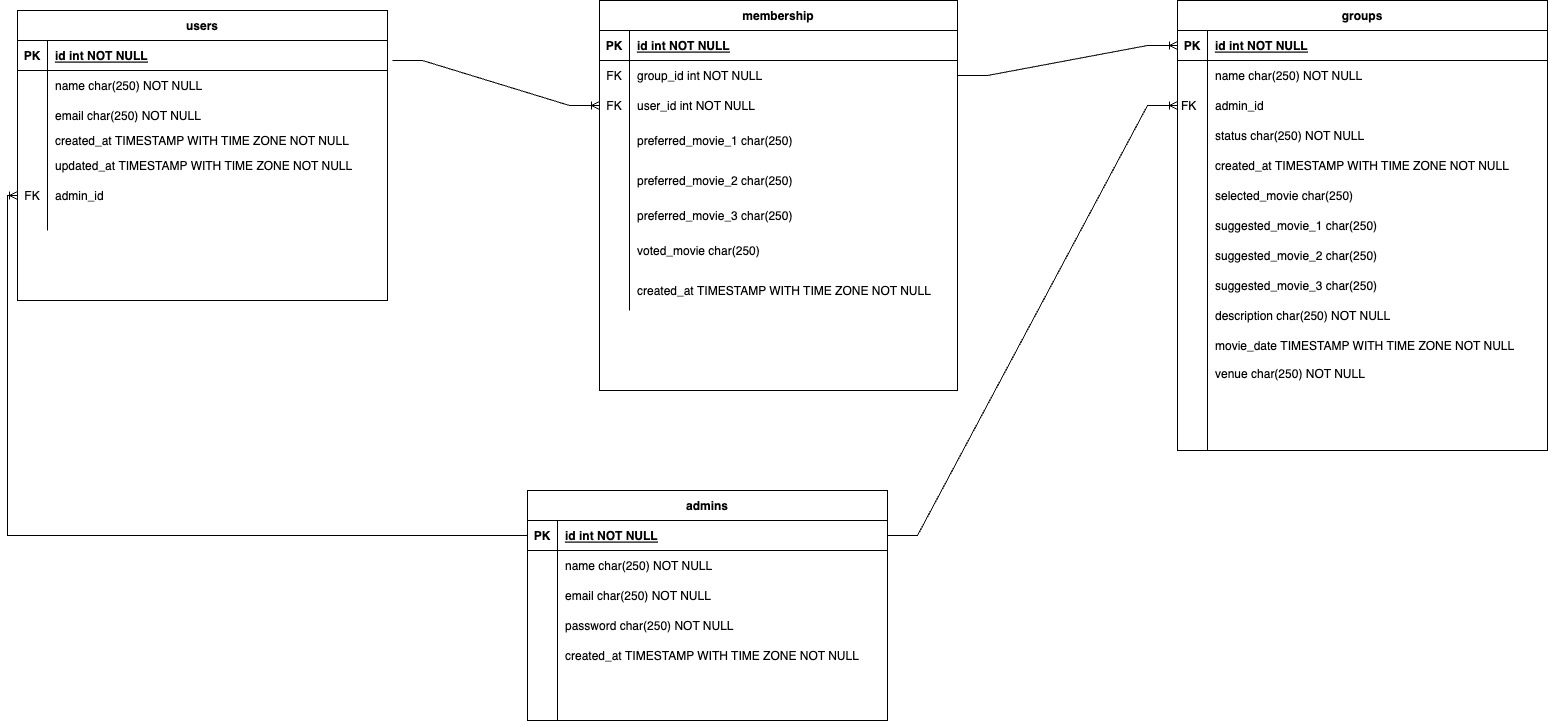 users
PK id int NOT NULL
name char(250) NOT NULL
email char(250) NOT NULL
created_at TIMESTAMP WITH TIME ZONE NOT NULL
updated_at TIMESTAMP WITH TIME ZONE NOT NULL
FK admin_id
membership
PK id int NOT NULL
FK group_id int NOT NULL
FK user_id int NOT NULL
preferred_movie_1 char(250)
preferred_movie_2 char(250)
preferred_movie_3 char(250)
voted_movie char(250)
created_at TIMESTAMP WITH TIME ZONE NOT NULL
groups
PK id int NOT NULL
name char(250) NOT NULL
FK admin_id
status char(250) NOT NULL
created_at TIMESTAMP WITH TIME ZONE NOT NULL
selected_movie char(250)
suggested_movie_1 char(250)
suggested_movie_2 char(250)
suggested_movie_3 char(250)
description char(250) NOT NULL
movie_date TIMESTAMP WITH TIME ZONE NOT NULL
venue char(250) NOT NULL
admins
PK id int NOT NULL
name char(250) NOT NULL
email char(250) NOT NULL
password char(250) NOT NULL
created_at TIMESTAMP WITH TIME ZONE NOT NULL